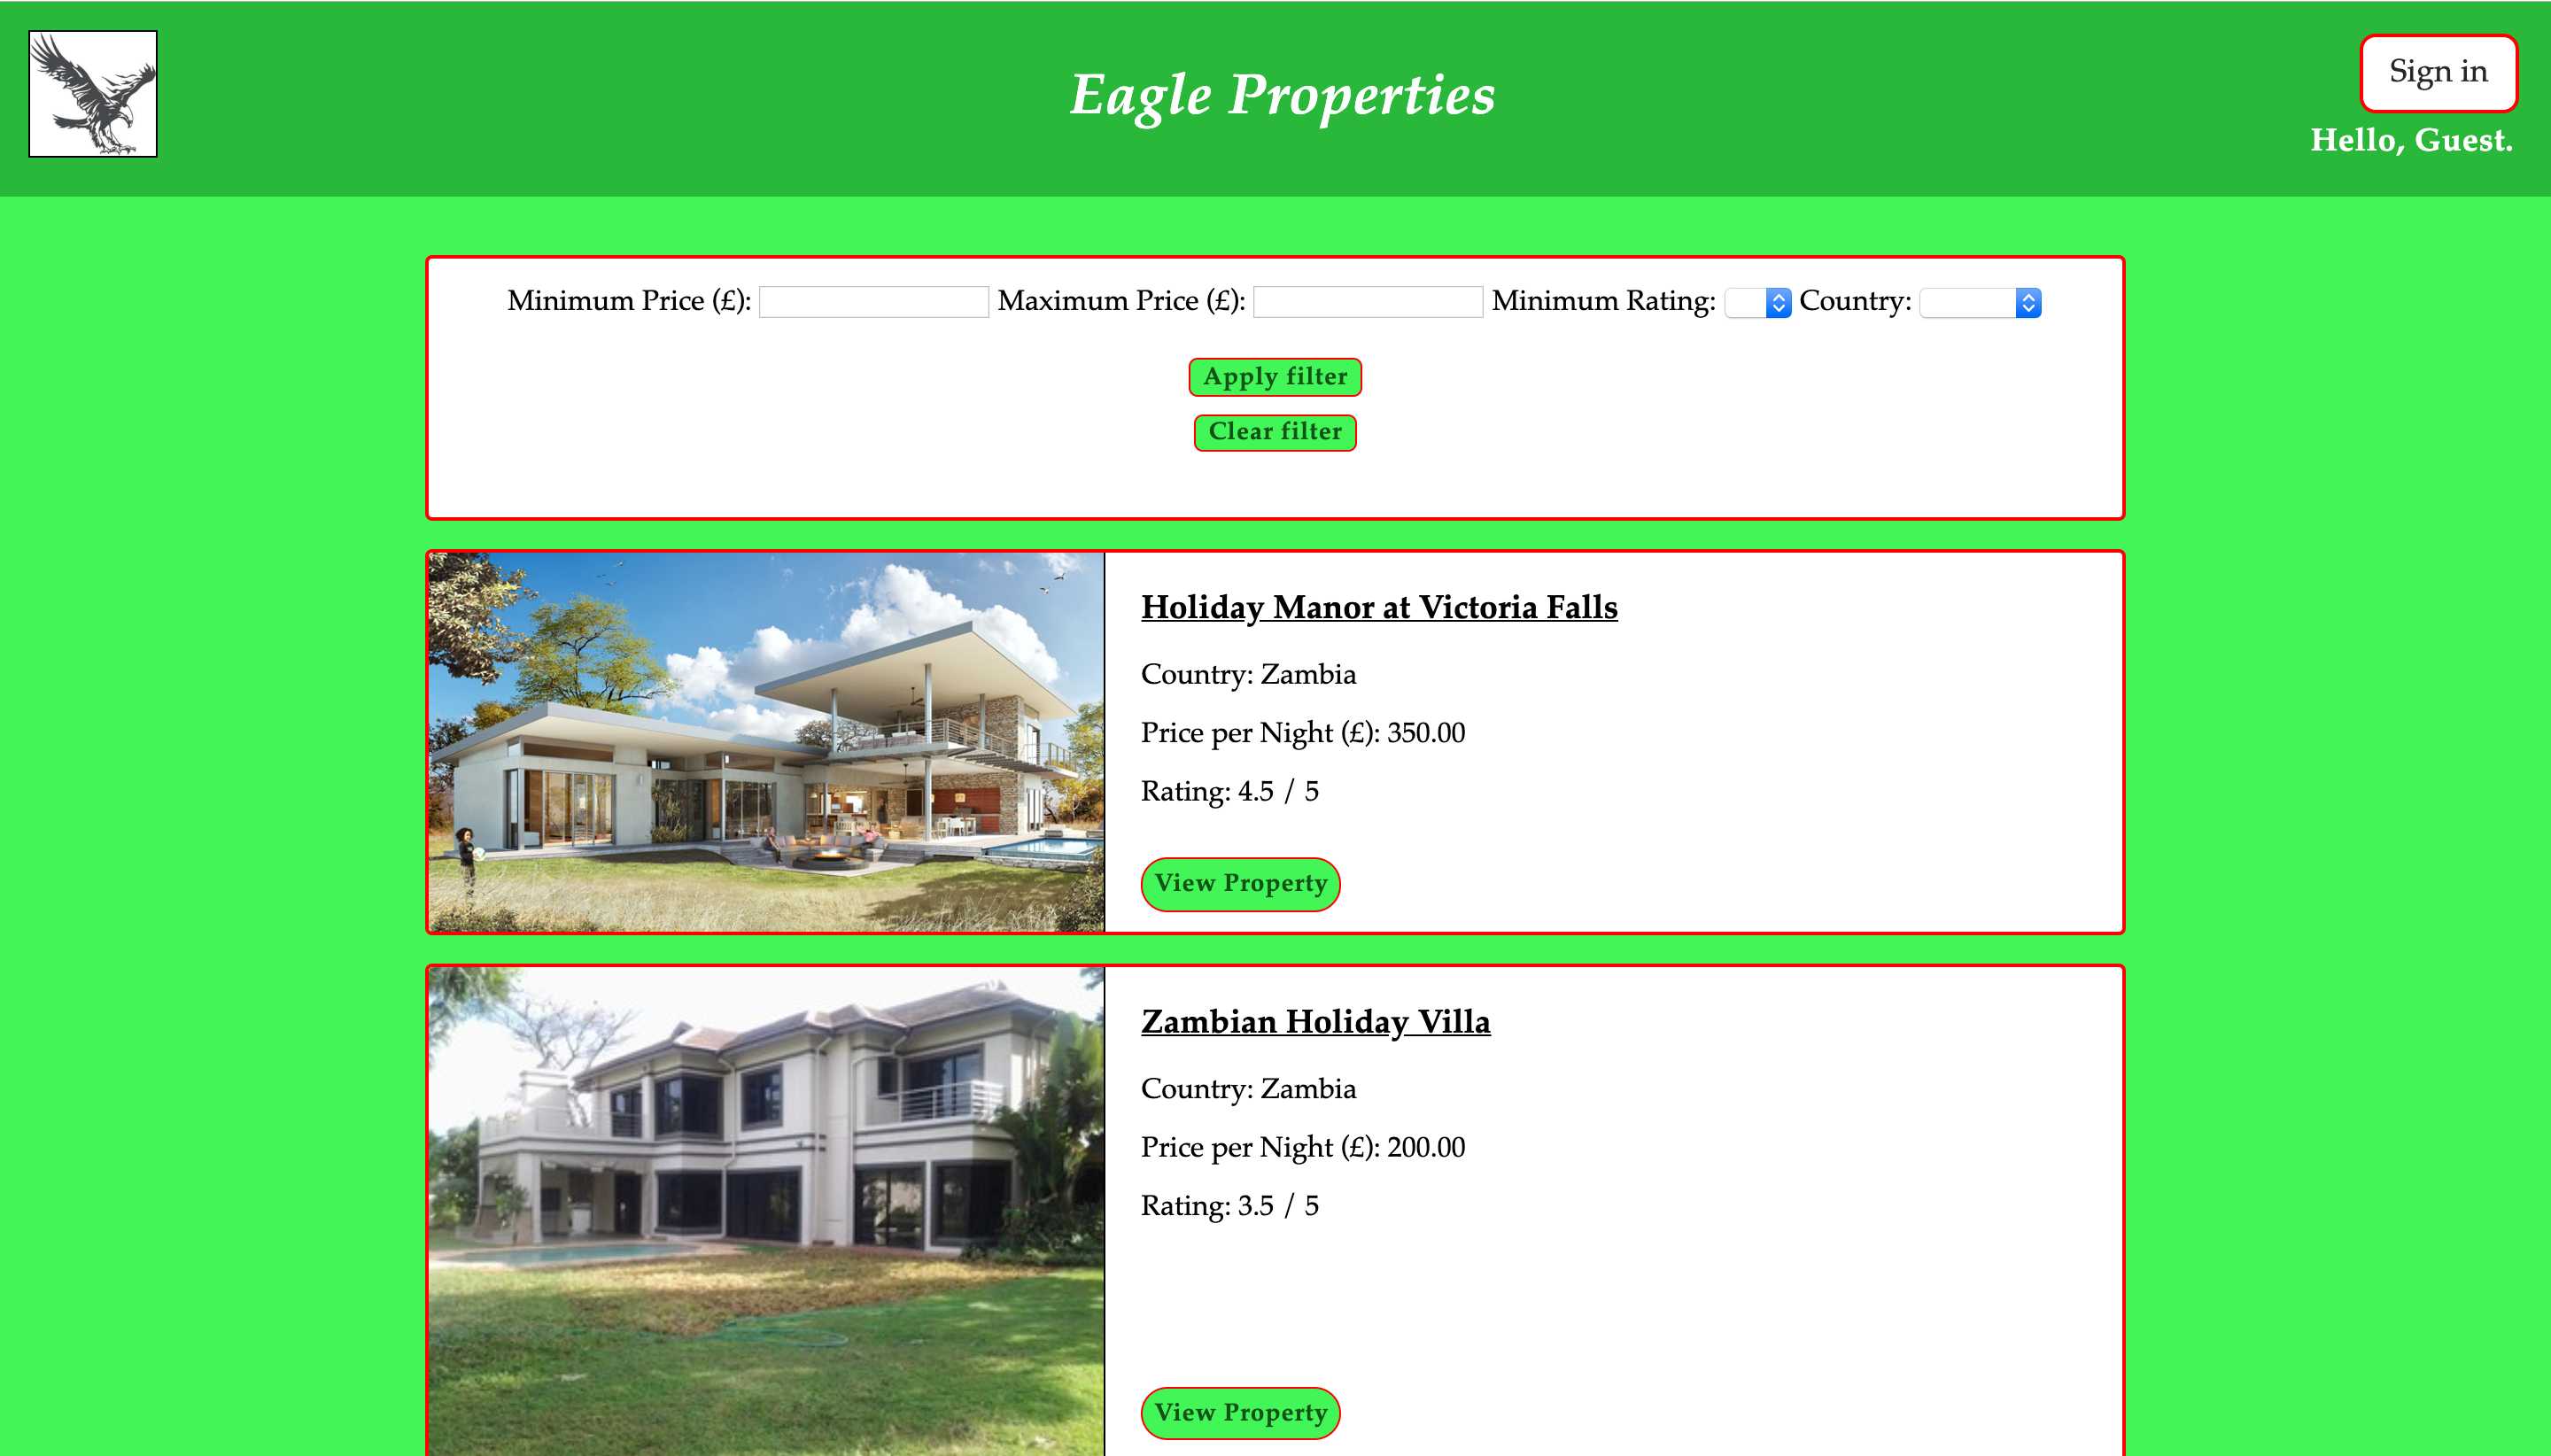 Eagle Properties
Sign in
Hello, Guest.
Minimum Price (£): Maximum Price (£): Minimum Rating: Country:
Apply filter
Clear filter
Holiday Manor at Victoria Falls
Country: Zambia
Price per Night (£): 350.00
Rating: 4.5 / 5
View Property
Zambian Holiday Villa
Country: Zambia
Price per Night (£): 200.00
Rating: 3.5 / 5
View Property